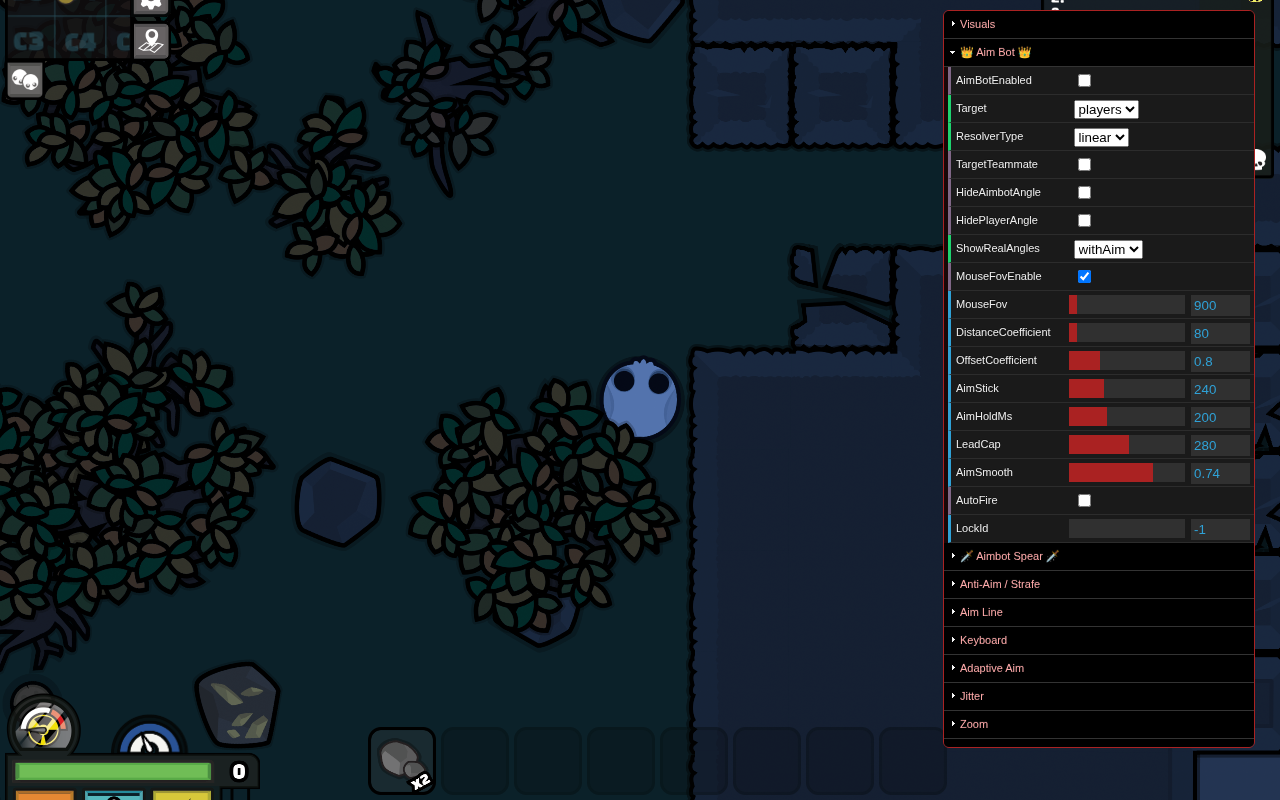 C3 C4 C
Visuals
👑 Aim Bot 👑
AimBotEnabled
Target players
ResolverType linear
TargetTeammate
HideAimbotAngle
HidePlayerAngle
ShowRealAngles withAim
MouseFovEnable
MouseFov 900
DistanceCoefficient 80
OffsetCoefficient 0.8
AimStick 240
AimHoldMs 200
LeadCap 280
AimSmooth 0.74
AutoFire
LockId -1
🗡️ Aimbot Spear 🗡️
Anti-Aim / Strafe
Aim Line
Keyboard
Adaptive Aim
Jitter
Zoom
0
X2